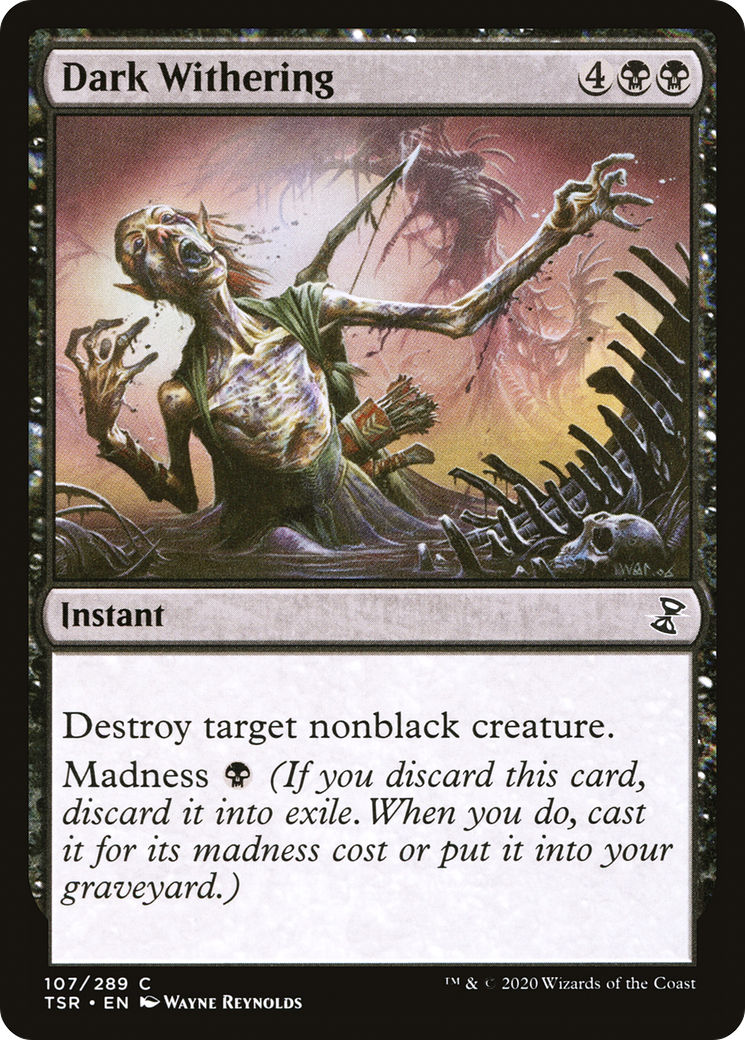 Dark Withering 4
Instant
Destroy target nonblack creature.
Madness (If you discard this card,
discard it into exile. When you do, cast
it for its madness cost or put it into your
graveyard.)
107/289 C
TSR • EN Wayne Reynolds
™ & © 2020 Wizards of the Coast